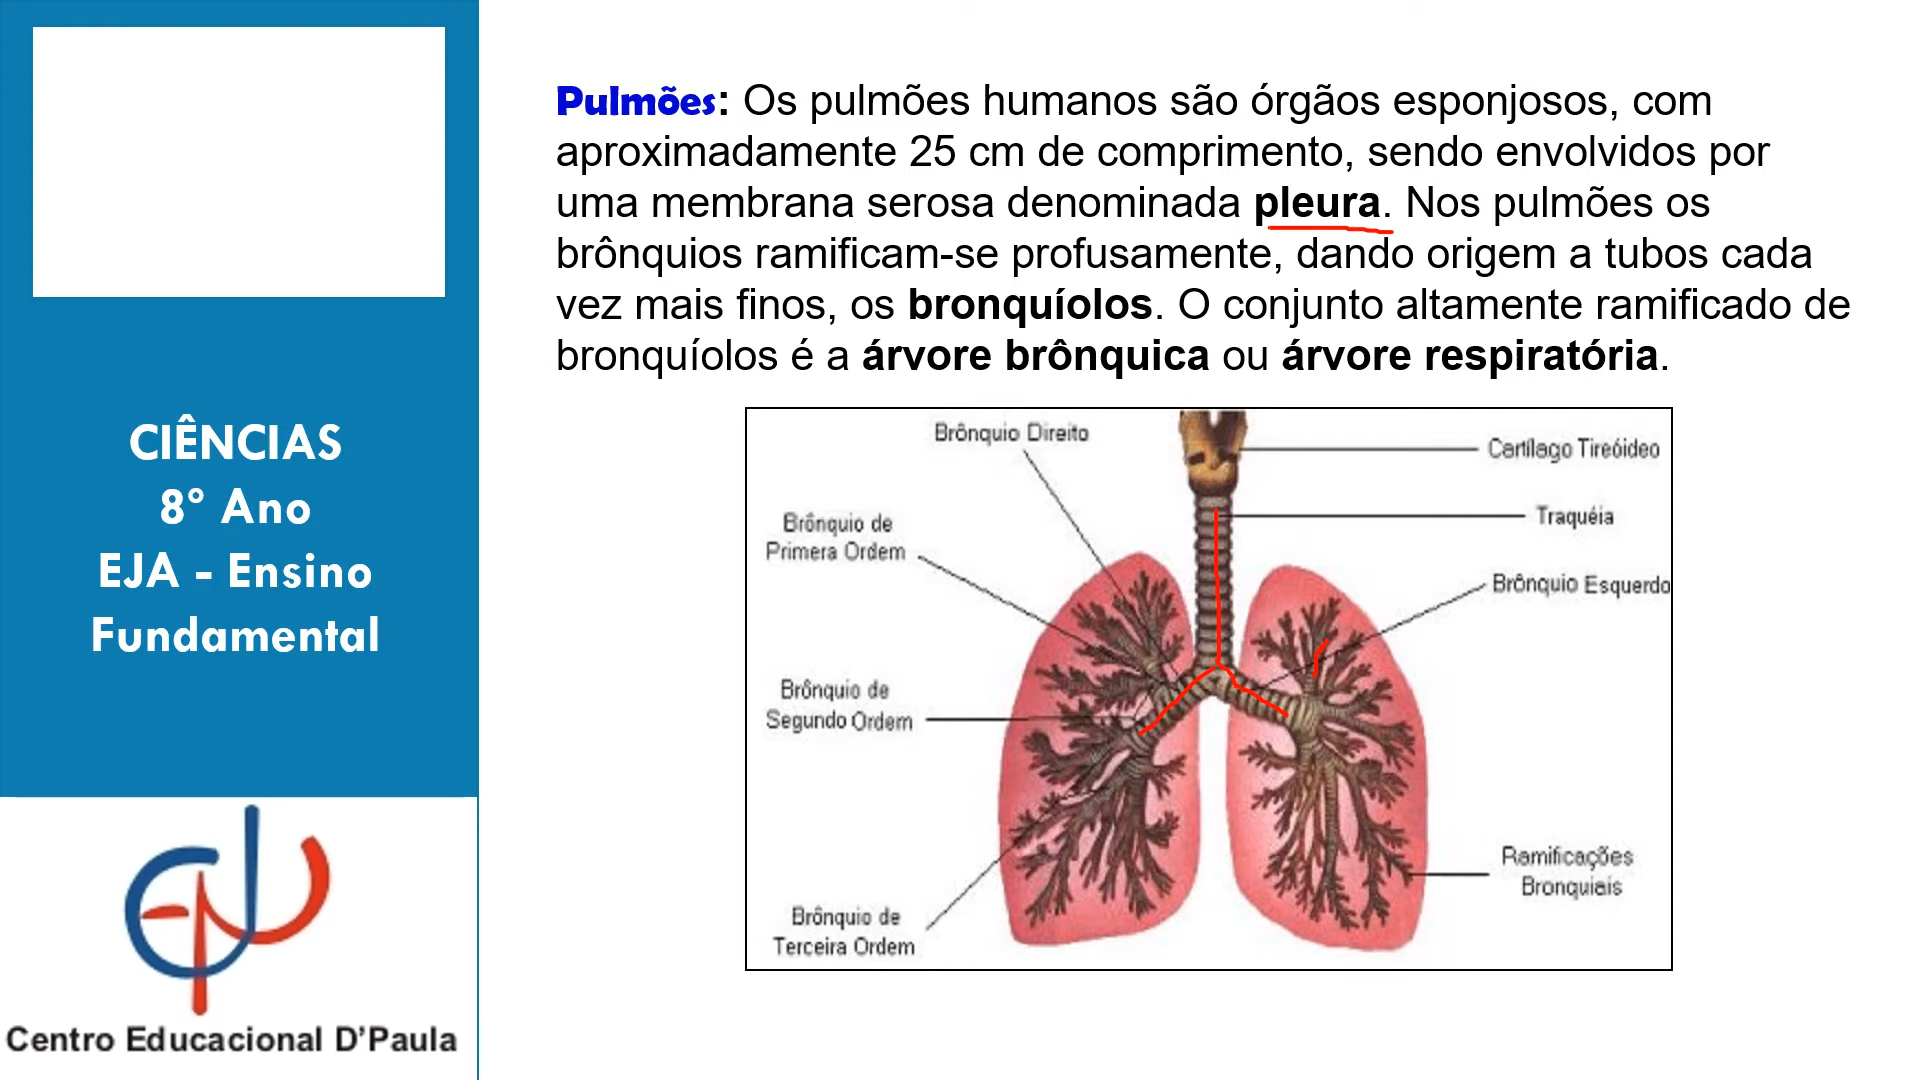 Pulmões: Os pulmões humanos são órgãos esponjosos, com
aproximadamente 25 cm de comprimento, sendo envolvidos por
uma membrana serosa denominada pleura. Nos pulmões os
brônquios ramificam-se profusamente, dando origem a tubos cada
vez mais finos, os bronquíolos. O conjunto altamente ramificado de
bronquíolos é a árvore brônquica ou árvore respiratória.
CIÊNCIAS
8° Ano
EJA - Ensino
Fundamental
Brônquio Direito
Cartílago Tireóideo
Brônquio de
Primera Ordem
Traquéia
Brônquio Esquerdo
Brônquio de
Segundo Ordem
Ramificações
Bronquiais
Brônquio de
Terceira Ordem
Centro Educacional D'Paula